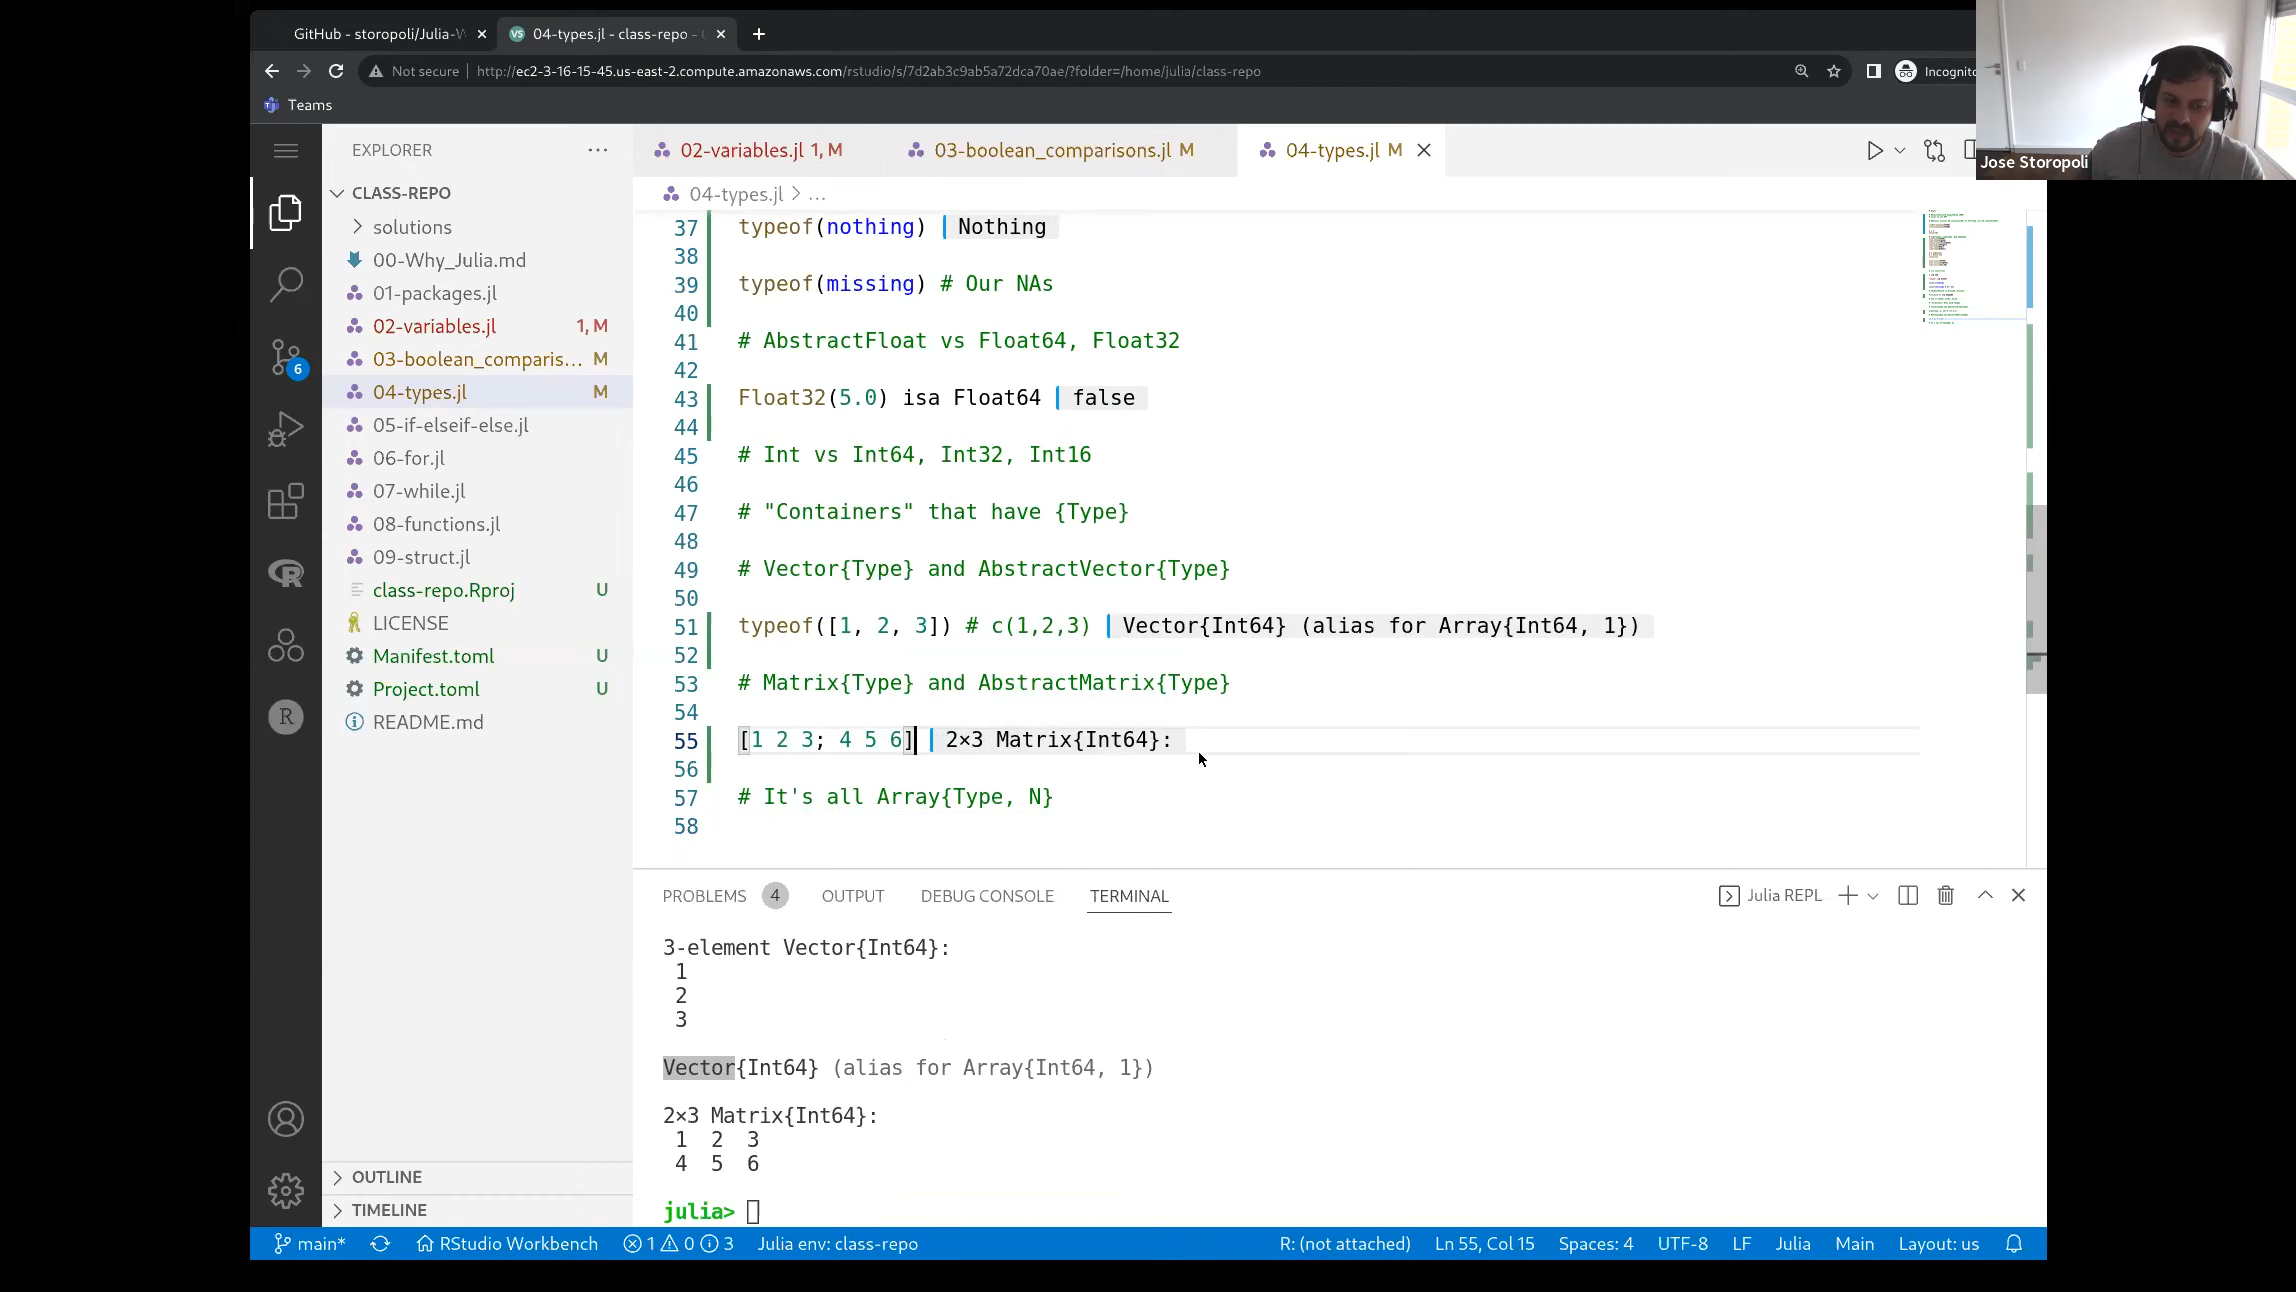 GitHub - storopoli/Julia-W
04-types.jl - class-repo -
Not secure http://ec2-3-16-15-45.us-east-2.compute.amazonaws.com/rstudio/s/7d2ab3c9ab5a72dca70ae/?folder=/home/julia/class-repo Incognito
Teams
Jose Storopoli
EXPLORER
CLASS-REPO
solutions
00-Why_Julia.md
01-packages.jl
02-variables.jl 1, M
03-boolean_comparis... M
04-types.jl M
05-if-elseif-else.jl
06-for.jl
07-while.jl
08-functions.jl
09-struct.jl
class-repo.Rproj U
LICENSE
Manifest.toml U
Project.toml U
README.md
OUTLINE
TIMELINE
6
R
R
02-variables.jl 1, M 03-boolean_comparisons.jl M 04-types.jl M
04-types.jl > ...
37 typeof(nothing) Nothing
38
39 typeof(missing) # Our NAs
40
41 # AbstractFloat vs Float64, Float32
42
43 Float32(5.0) isa Float64 false
44
45 # Int vs Int64, Int32, Int16
46
47 # "Containers" that have {Type}
48
49 # Vector{Type} and AbstractVector{Type}
50
51 typeof([1, 2, 3]) # c(1,2,3) Vector{Int64} (alias for Array{Int64, 1})
52
53 # Matrix{Type} and AbstractMatrix{Type}
54
55 [1 2 3; 4 5 6] 2×3 Matrix{Int64}:
56
57 # It's all Array{Type, N}
58
PROBLEMS 4 OUTPUT DEBUG CONSOLE TERMINAL Julia REPL
3-element Vector{Int64}:
1
2
3
Vector{Int64} (alias for Array{Int64, 1})
2×3 Matrix{Int64}:
1 2 3
4 5 6
julia>
main* RStudio Workbench 1 0 3 Julia env: class-repo R: (not attached) Ln 55, Col 15 Spaces: 4 UTF-8 LF Julia Main Layout: us